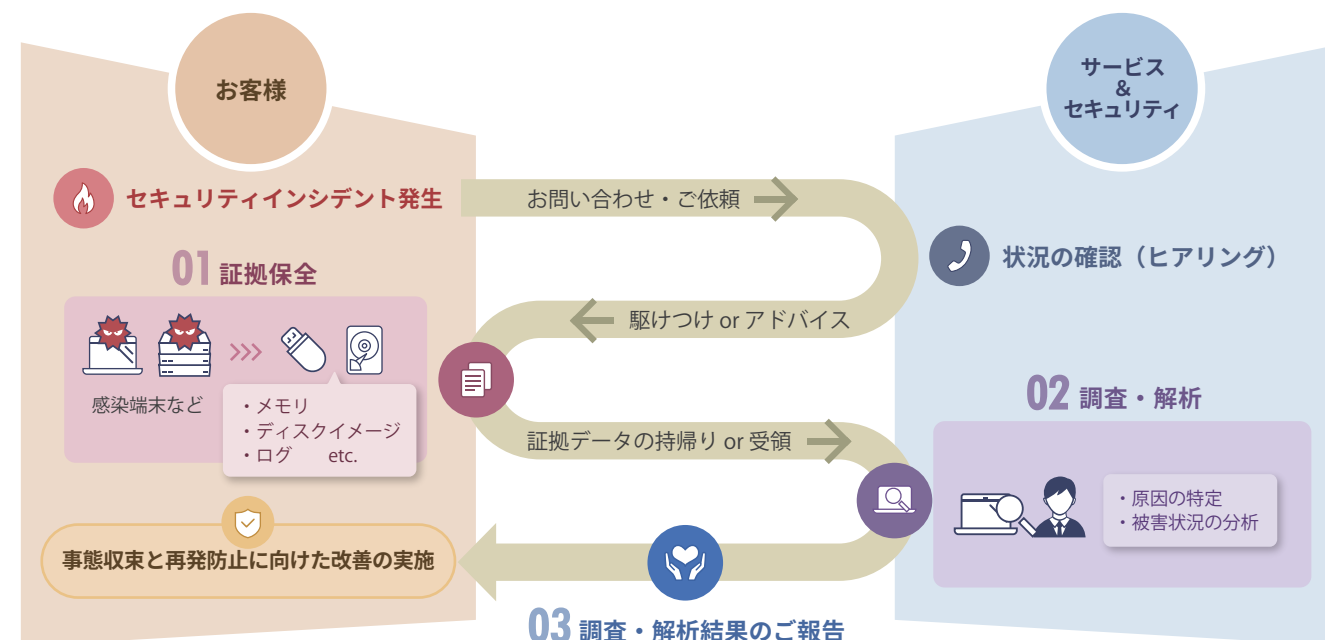 お客様
サービス
&
セキュリティ
セキュリティインシデント発生
お問い合わせ・ご依頼
状況の確認（ヒアリング）
01 証拠保全
駆けつけ or アドバイス
感染端末など
・メモリ
・ディスクイメージ
・ログ　　etc.
02 調査・解析
証拠データの持帰り or 受領
・原因の特定
・被害状況の分析
事態収束と再発防止に向けた改善の実施
03 調査・解析結果のご報告